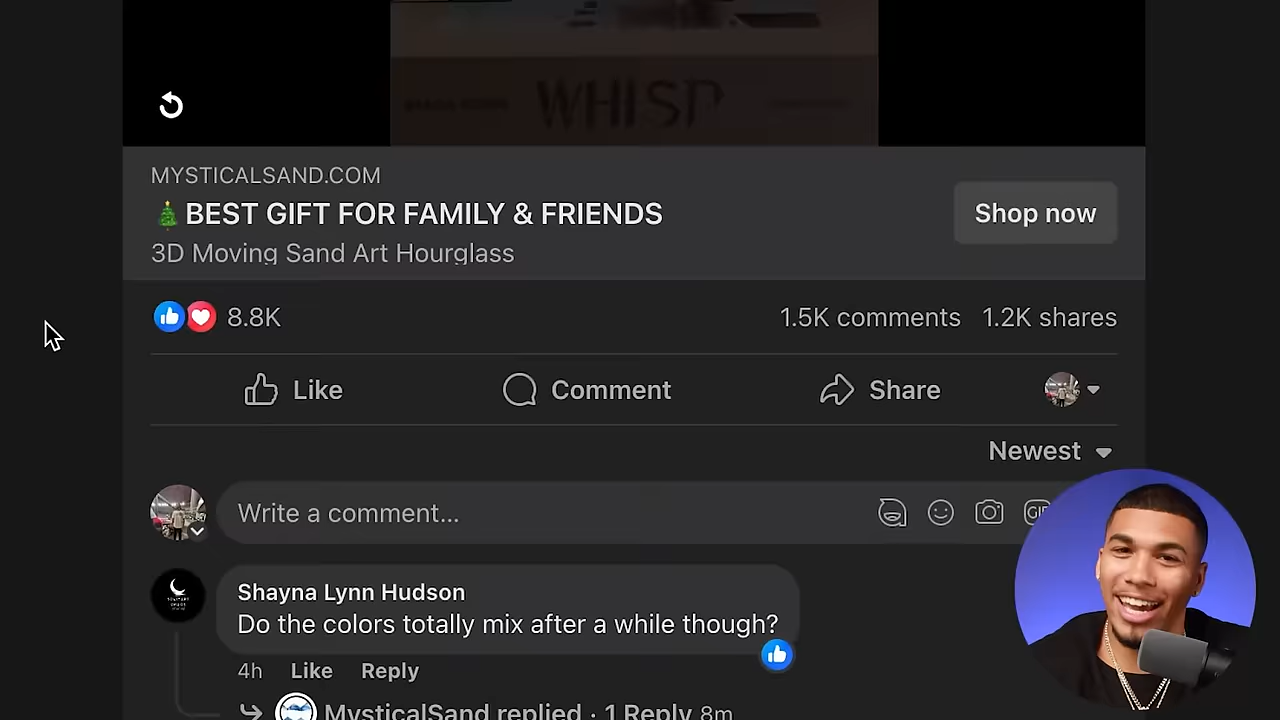 WHISP
MYSTICALSAND.COM
🎄BEST GIFT FOR FAMILY & FRIENDS
3D Moving Sand Art Hourglass
Shop now
8.8K
1.5K comments 1.2K shares
Like Comment Share
Newest
Write a comment...
Shayna Lynn Hudson
Do the colors totally mix after a while though?
4h Like Reply
MysticalSand replied · 1 Reply 8m